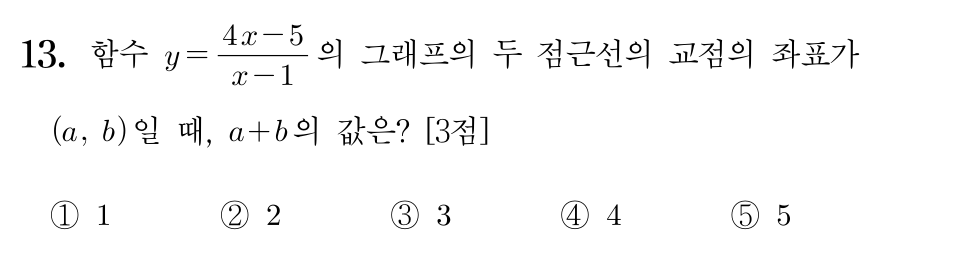 13. 함수 y=\frac{4x-5}{x-1}의 그래프의 두 점근선의 교점의 좌표가
(a, b)일 때, a+b의 값은? [3점]
① 1 ② 2 ③ 3 ④ 4 ⑤ 5